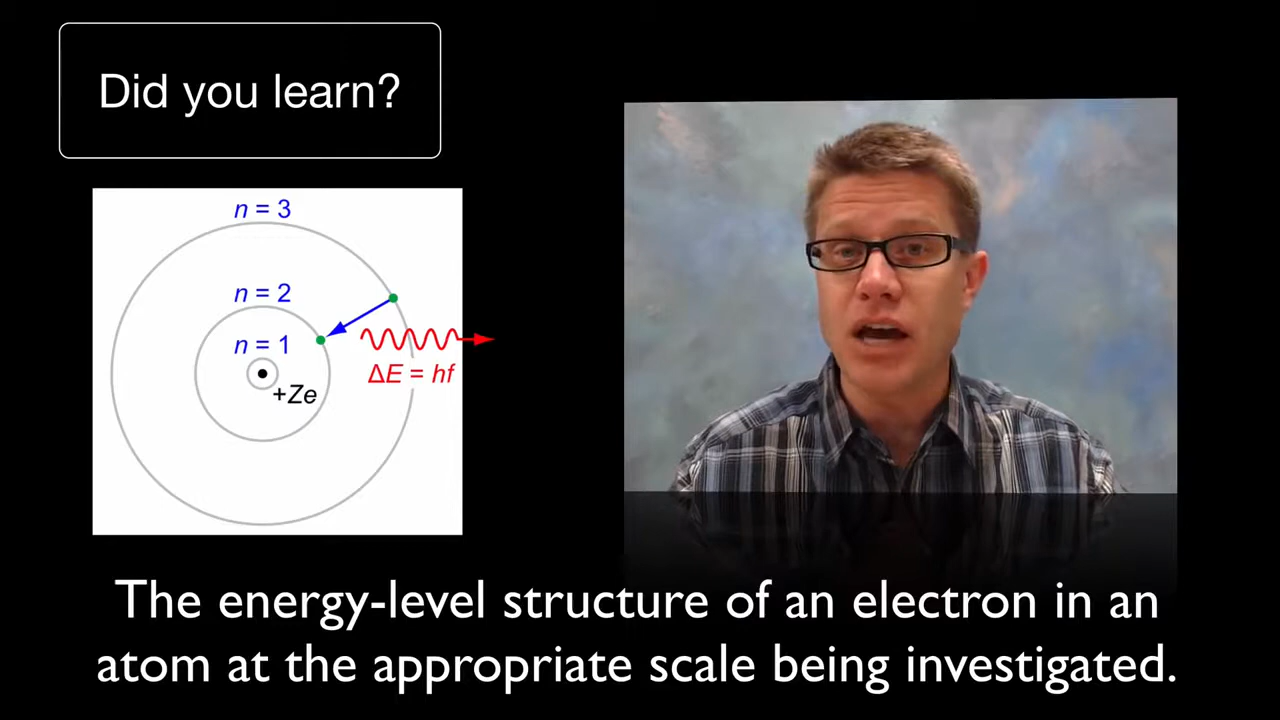 Did you learn?
n = 3
n = 2
n = 1
+Ze
ΔE = hf
The energy-level structure of an electron in an
atom at the appropriate scale being investigated.